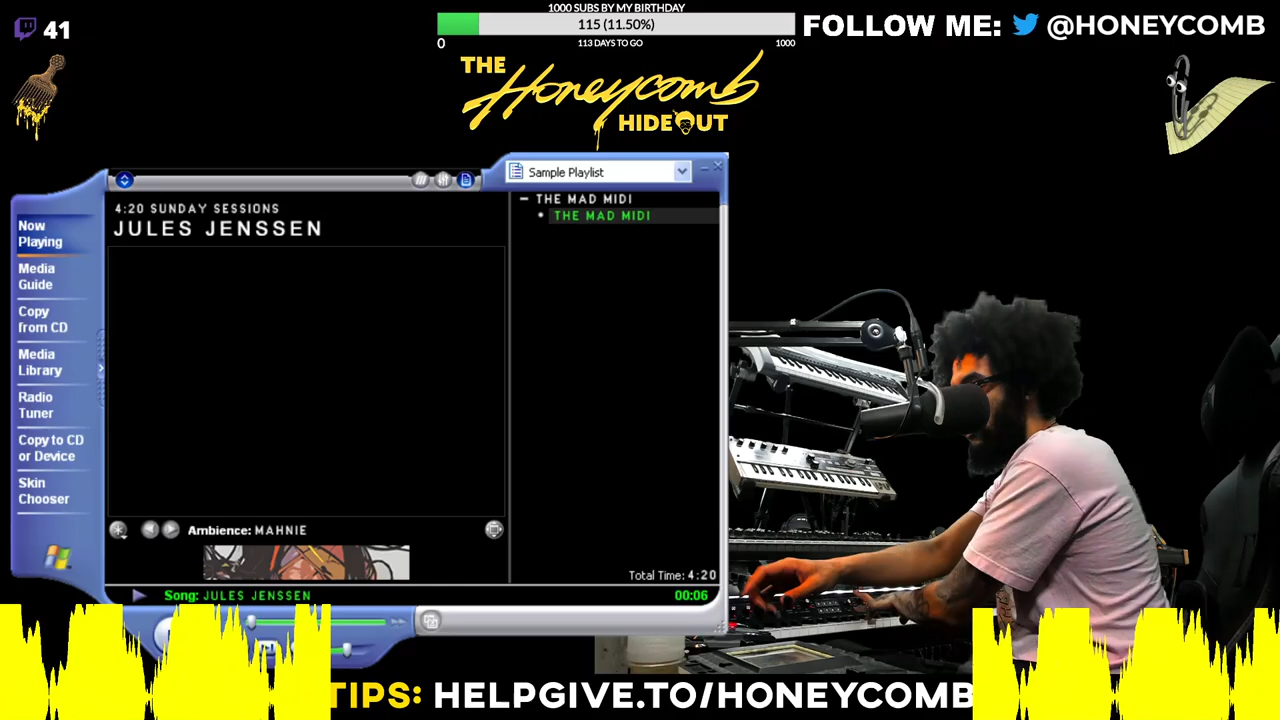 41
1000 SUBS BY MY BIRTHDAY
115 (11.50%)
0
113 DAYS TO GO
1000
FOLLOW ME: @HONEYCOMB
THE
Honeycomb
HIDEOUT
Sample Playlist
THE MAD MIDI
THE MAD MIDI
4:20 SUNDAY SESSIONS
JULES JENSSEN
Now
Playing
Media
Guide
Copy
from CD
Media
Library
Radio
Tuner
Copy to CD
or Device
Skin
Chooser
Ambience: MAHNIE
Total Time: 4:20
Song: JULES JENSSEN
00:06
TIPS: HELPGIVE.TO/HONEYCOMB